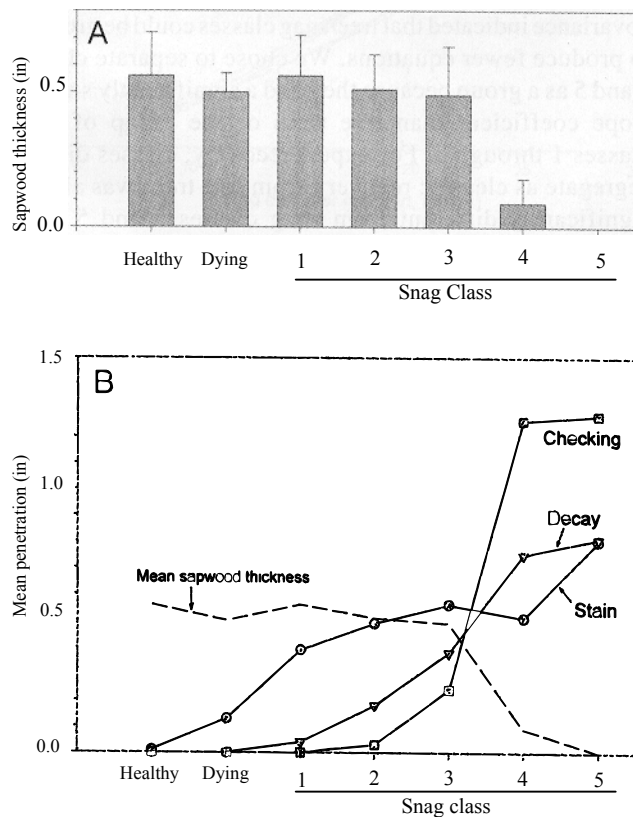 A
Sapwood thickness (in)
0.5
0.0
Healthy Dying 1 2 3 4 5
Snag Class
B
Mean penetration (in)
1.5
1.0
0.5
0.0
Checking
Decay
Mean sapwood thickness
Stain
Healthy Dying 1 2 3 4 5
Snag class